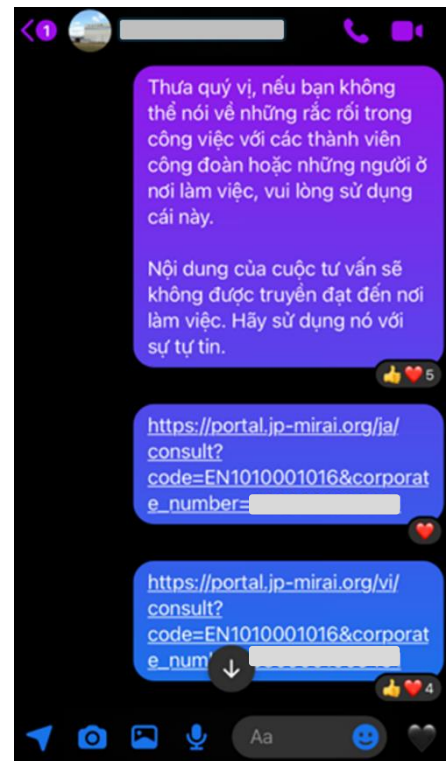 1
Thưa quý vị, nếu bạn không
thể nói về những rắc rối trong
công việc với các thành viên
công đoàn hoặc những người ở
nơi làm việc, vui lòng sử dụng
cái này.
Nội dung của cuộc tư vấn sẽ
không được truyền đạt đến nơi
làm việc. Hãy sử dụng nó với
sự tự tin.
5
https://portal.jp-mirai.org/ja/
consult?
code=EN1010001016&corporat
e_number=
https://portal.jp-mirai.org/vi/
consult?
code=EN1010001016&corporat
e_num
4
Aa